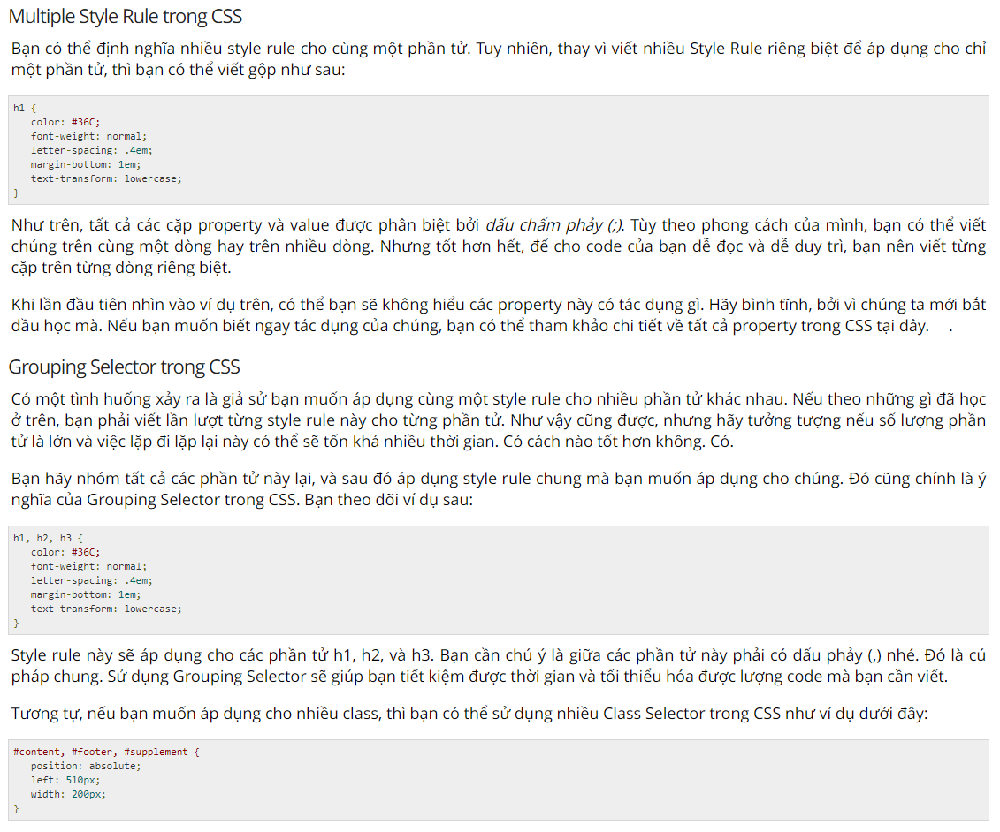 Multiple Style Rule trong CSS
Bạn có thể định nghĩa nhiều style rule cho cùng một phần tử. Tuy nhiên, thay vì viết nhiều Style Rule riêng biệt để áp dụng cho chỉ
một phần tử, thì bạn có thể viết gộp như sau:
h1 {
   color: #36C;
   font-weight: normal;
   letter-spacing: .4em;
   margin-bottom: 1em;
   text-transform: lowercase;
}
Như trên, tất cả các cặp property và value được phân biệt bởi dấu chấm phảy (;). Tùy theo phong cách của mình, bạn có thể viết
chúng trên cùng một dòng hay trên nhiều dòng. Nhưng tốt hơn hết, để cho code của bạn dễ đọc và dễ duy trì, bạn nên viết từng
cặp trên từng dòng riêng biệt.
Khi lần đầu tiên nhìn vào ví dụ trên, có thể bạn sẽ không hiểu các property này có tác dụng gì. Hãy bình tĩnh, bởi vì chúng ta mới bắt
đầu học mà. Nếu bạn muốn biết ngay tác dụng của chúng, bạn có thể tham khảo chi tiết về tất cả property trong CSS tại đây. .
Grouping Selector trong CSS
Có một tình huống xảy ra là giả sử bạn muốn áp dụng cùng một style rule cho nhiều phần tử khác nhau. Nếu theo những gì đã học
ở trên, bạn phải viết lần lượt từng style rule này cho từng phần tử. Như vậy cũng được, nhưng hãy tưởng tượng nếu số lượng phần
tử là lớn và việc lặp đi lặp lại này có thể sẽ tốn khá nhiều thời gian. Có cách nào tốt hơn không. Có.
Bạn hãy nhóm tất cả các phần tử này lại, và sau đó áp dụng style rule chung mà bạn muốn áp dụng cho chúng. Đó cũng chính là ý
nghĩa của Grouping Selector trong CSS. Bạn theo dõi ví dụ sau:
h1, h2, h3 {
   color: #36C;
   font-weight: normal;
   letter-spacing: .4em;
   margin-bottom: 1em;
   text-transform: lowercase;
}
Style rule này sẽ áp dụng cho các phần tử h1, h2, và h3. Bạn cần chú ý là giữa các phần tử này phải có dấu phảy (,) nhé. Đó là cú
pháp chung. Sử dụng Grouping Selector sẽ giúp bạn tiết kiệm được thời gian và tối thiểu hóa được lượng code mà bạn cần viết.
Tương tự, nếu bạn muốn áp dụng cho nhiều class, thì bạn có thể sử dụng nhiều Class Selector trong CSS như ví dụ dưới đây:
#content, #footer, #supplement {
   position: absolute;
   left: 510px;
   width: 200px;
}